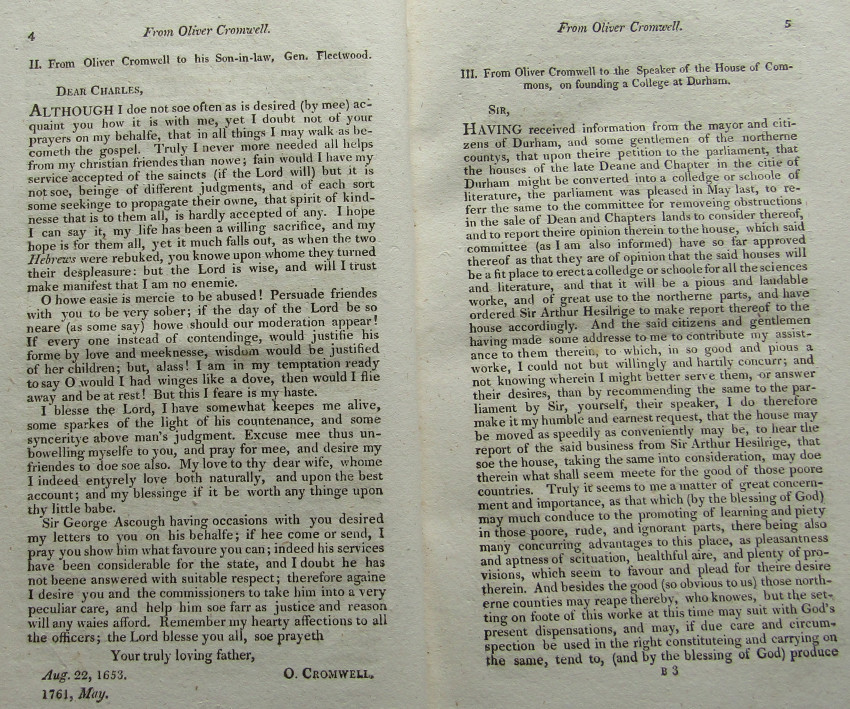 4
From Oliver Cromwell.
II. From Oliver Cromwell to his Son-in-law, Gen. Fleetwood.
DEAR CHARLES,
ALTHOUGH I doe not soe often as is desired (by mee) ac-
quaint you how it is with me, yet I doubt not of your
prayers on my behalfe, that in all things I may walk as be-
cometh the gospel. Truly I never more needed all helps
from my christian friendes than nowe; fain would I have my
service accepted of the saincts (if the Lord will) but it is
not soe, beinge of different judgments, and of each sort
some seekinge to propagate their owne, that spirit of kind-
nesse that is to them all, is hardly accepted of any. I hope
I can say it, my life has been a willing sacrifice, and my
hope is for them all, yet it much falls out, as when the two
Hebrews were rebuked, you knowe upon whome they turned
their despleasure: but the Lord is wise, and will I trust
make manifest that I am no enemie.
O howe easie is mercie to be abused! Persuade friendes
with you to be very sober; if the day of the Lord be so
neare (as some say) howe should our moderation appear!
If every one instead of contendinge, would justifie his
forme by love and meeknesse, wisdom would be justified
of her children; but, alass! I am in my temptation ready
to say O would I had winges like a dove, then would I flie
away and be at rest! But this I feare is my haste.
I blesse the Lord, I have somewhat keepes me alive,
some sparkes of the light of his countenance, and some
synceritye above man's judgment. Excuse mee thus un-
bowelling myselfe to you, and pray for mee, and desire my
friendes to doe soe also. My love to thy dear wife, whome
I indeed entyrely love both naturally, and upon the best
account; and my blessinge if it be worth any thinge upon
thy little babe.
Sir George Ascough having occasions with you desired
my letters to you on his behalfe; if hee come or send, I
pray you show him what favoure you can; indeed his services
have been considerable for the state, and I doubt he has
not beene answered with suitable respect; therefore againe
I desire you and the commissioners to take him into a very
peculiar care, and help him soe farr as justice and reason
will any waies afford. Remember my hearty affections to all
the officers; the Lord blesse you all, soe prayeth
Your truly loving father,
Aug. 22, 1653. O. CROMWELL.
1761, May.
From Oliver Cromwell.
5
III. From Oliver Cromwell to the Speaker of the House of Com-
mons, on founding a College at Durham.
SIR,
HAVING received information from the mayor and citi-
zens of Durham, and some gentlemen of the northerne
countys, that upon theire petition to the parliament, that
the houses of the late Deane and Chapter in the citie of
Durham might be converted into a colledge or schoole of
literature, the parliament was pleased in May last, to re-
ferr the same to the committee for removeing obstructions
in the sale of Dean and Chapters lands to consider thereof,
and to report theire opinion therein to the house, which said
committee (as I am also informed) have so far approved
thereof as that they are of opinion that the said houses will
be a fit place to erect a colledge or schoole for all the sciences
and literature, and that it will be a pious and laudable
worke, and of great use to the northerne parts, and have
ordered Sir Arthur Hesilrige to make report thereof to the
house accordingly. And the said citizens and gentlemen
having made some addresse to me to contribute my assist-
ance to them therein, to which, in so good and pious a
worke, I could not but willingly and hartily concurr; and
not knowing wherein I might better serve them, or answer
their desires, than by recommending the same to the par-
liament by Sir, yourself, their speaker, I do therefore
make it my humble and earnest request, that the house may
be moved as speedily as conveniently may be, to hear the
report of the said business from Sir Arthur Hesilrige, that
soe the house, taking the same into consideration, may doe
therein what shall seem meete for the good of those poore
countries. Truly it seems to me a matter of great concern-
ment and importance, as that which (by the blessing of God)
may much conduce to the promoting of learning and piety
in those poore, rude, and ignorant parts, there being also
many concurring advantages to this place, as pleasantness
and aptness of scituation, healthful aire, and plenty of pro-
visions, which seem to favour and plead for theire desire
therein. And besides the good (so obvious to us) those north-
erne counties may reape thereby, who knowes, but the set-
ting on foote of this worke at this time may suit with God's
present dispensations, and may, if due care and circum-
spection be used in the right constituteing and carrying on
the same, tend to, (and by the blessing of God) produce
B 3